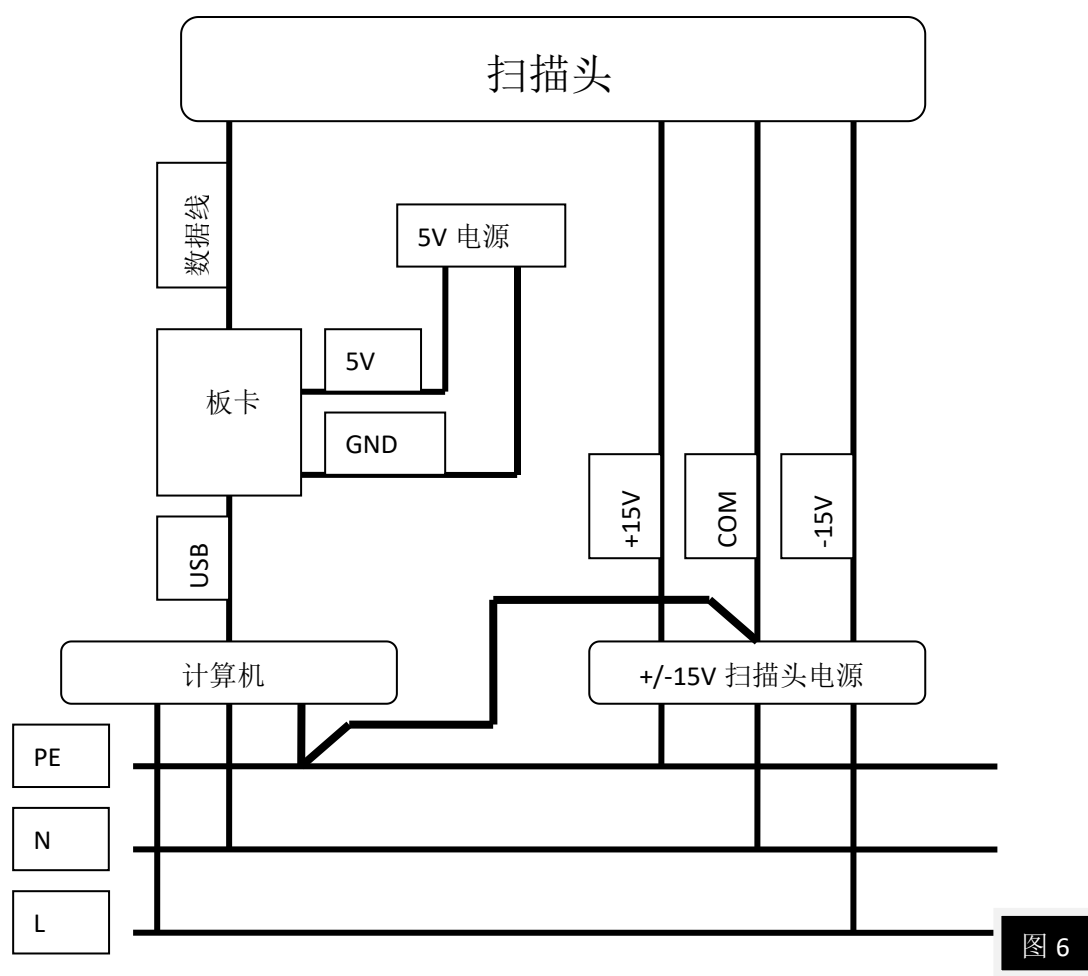 扫描头
数据线
5V 电源
5V
板卡
GND
+15V
COM
-15V
USB
计算机
+/-15V 扫描头电源
PE
N
L
图 6